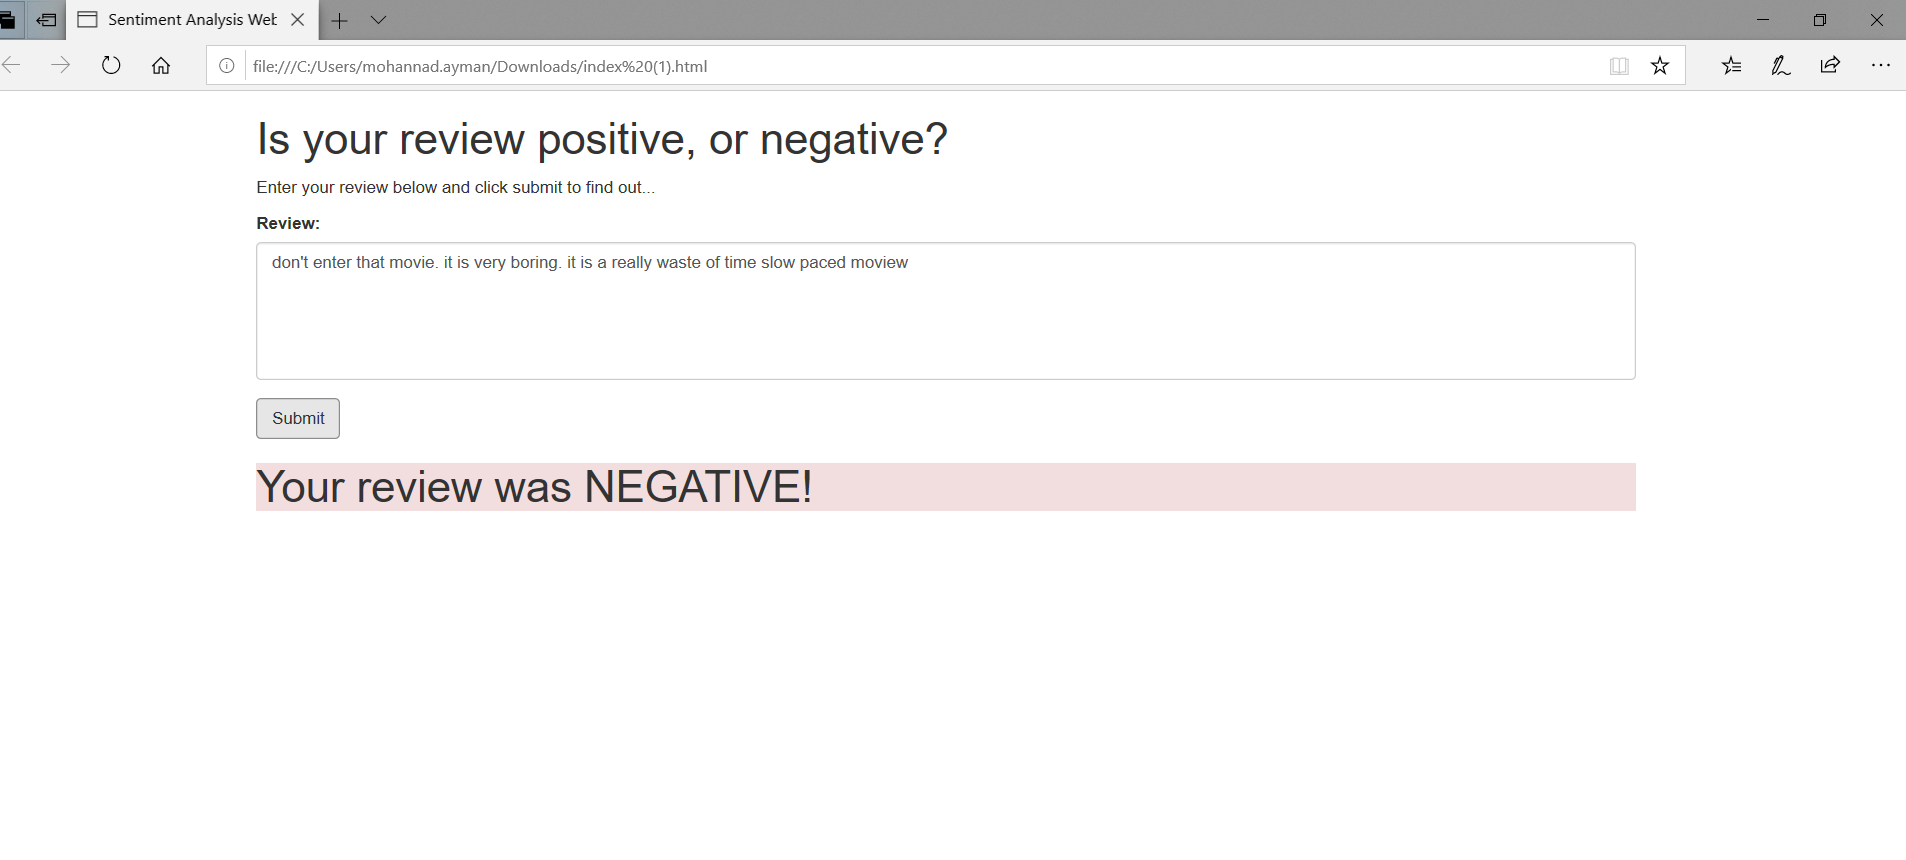 Sentiment Analysis Wet
file:///C:/Users/mohannad.ayman/Downloads/index%20(1).html
Is your review positive, or negative?
Enter your review below and click submit to find out...
Review:
don't enter that movie. it is very boring. it is a really waste of time slow paced moview
Submit
Your review was NEGATIVE!